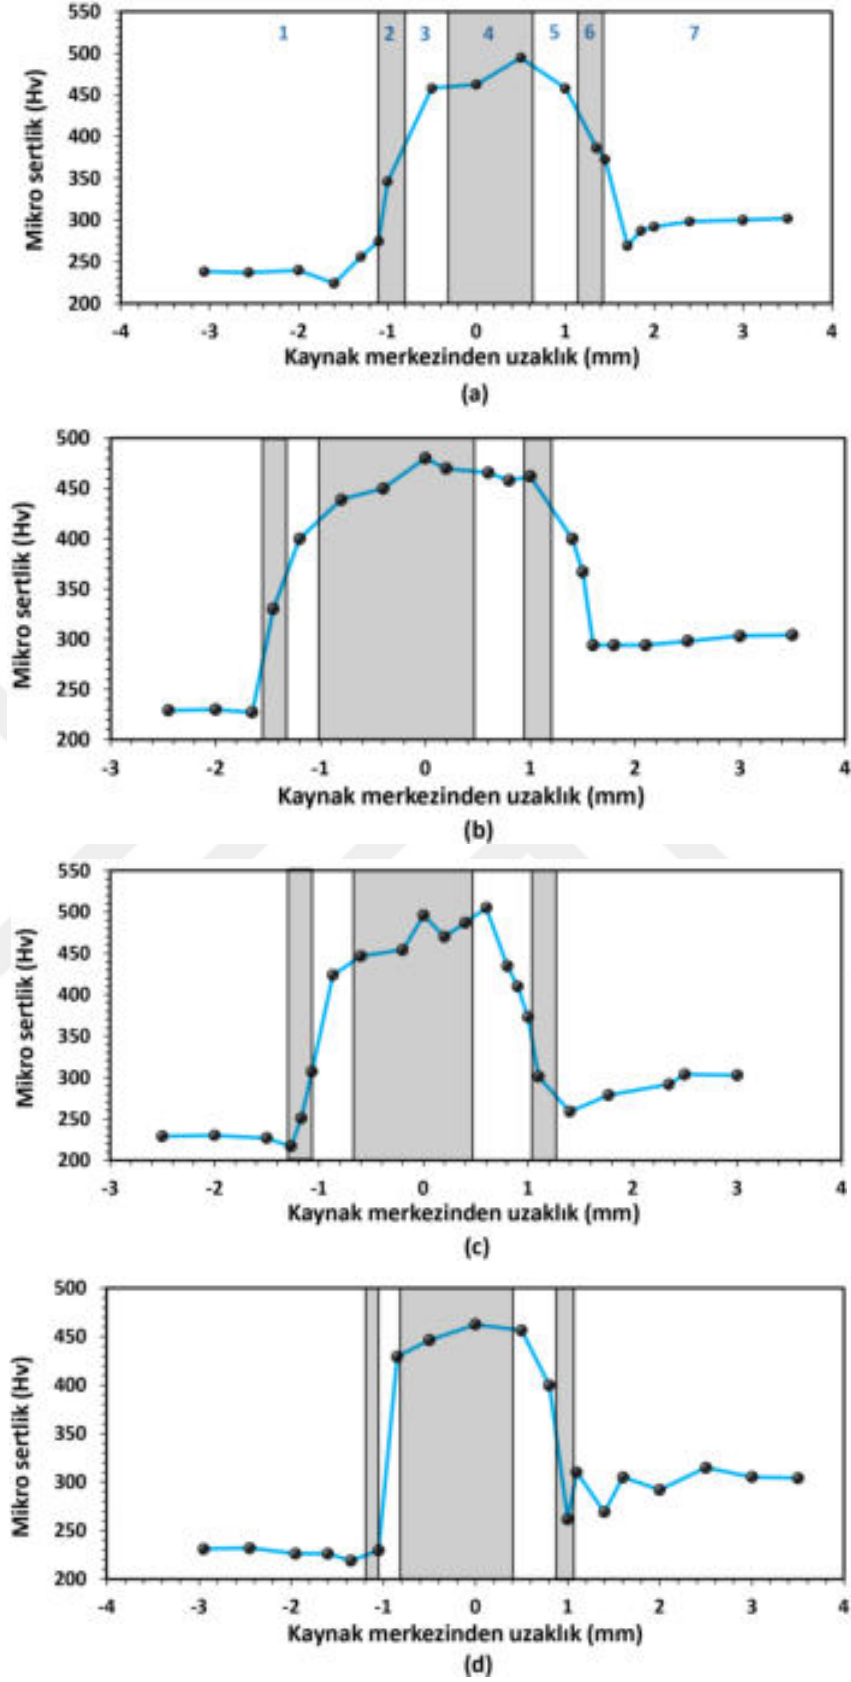 550
1 2 3 4 5 6 7
500
450
400
350
300
250
200
Mikro sertlik (Hv)
-4 -3 -2 -1 0 1 2 3 4
Kaynak merkezinden uzaklık (mm)
(a)
500
450
400
350
300
250
200
Mikro sertlik (Hv)
-3 -2 -1 0 1 2 3 4
Kaynak merkezinden uzaklık (mm)
(b)
550
500
450
400
350
300
250
200
Mikro sertlik (Hv)
-3 -2 -1 0 1 2 3 4
Kaynak merkezinden uzaklık (mm)
(c)
500
450
400
350
300
250
200
Mikro sertlik (Hv)
-4 -3 -2 -1 0 1 2 3 4
Kaynak merkezinden uzaklık (mm)
(d)